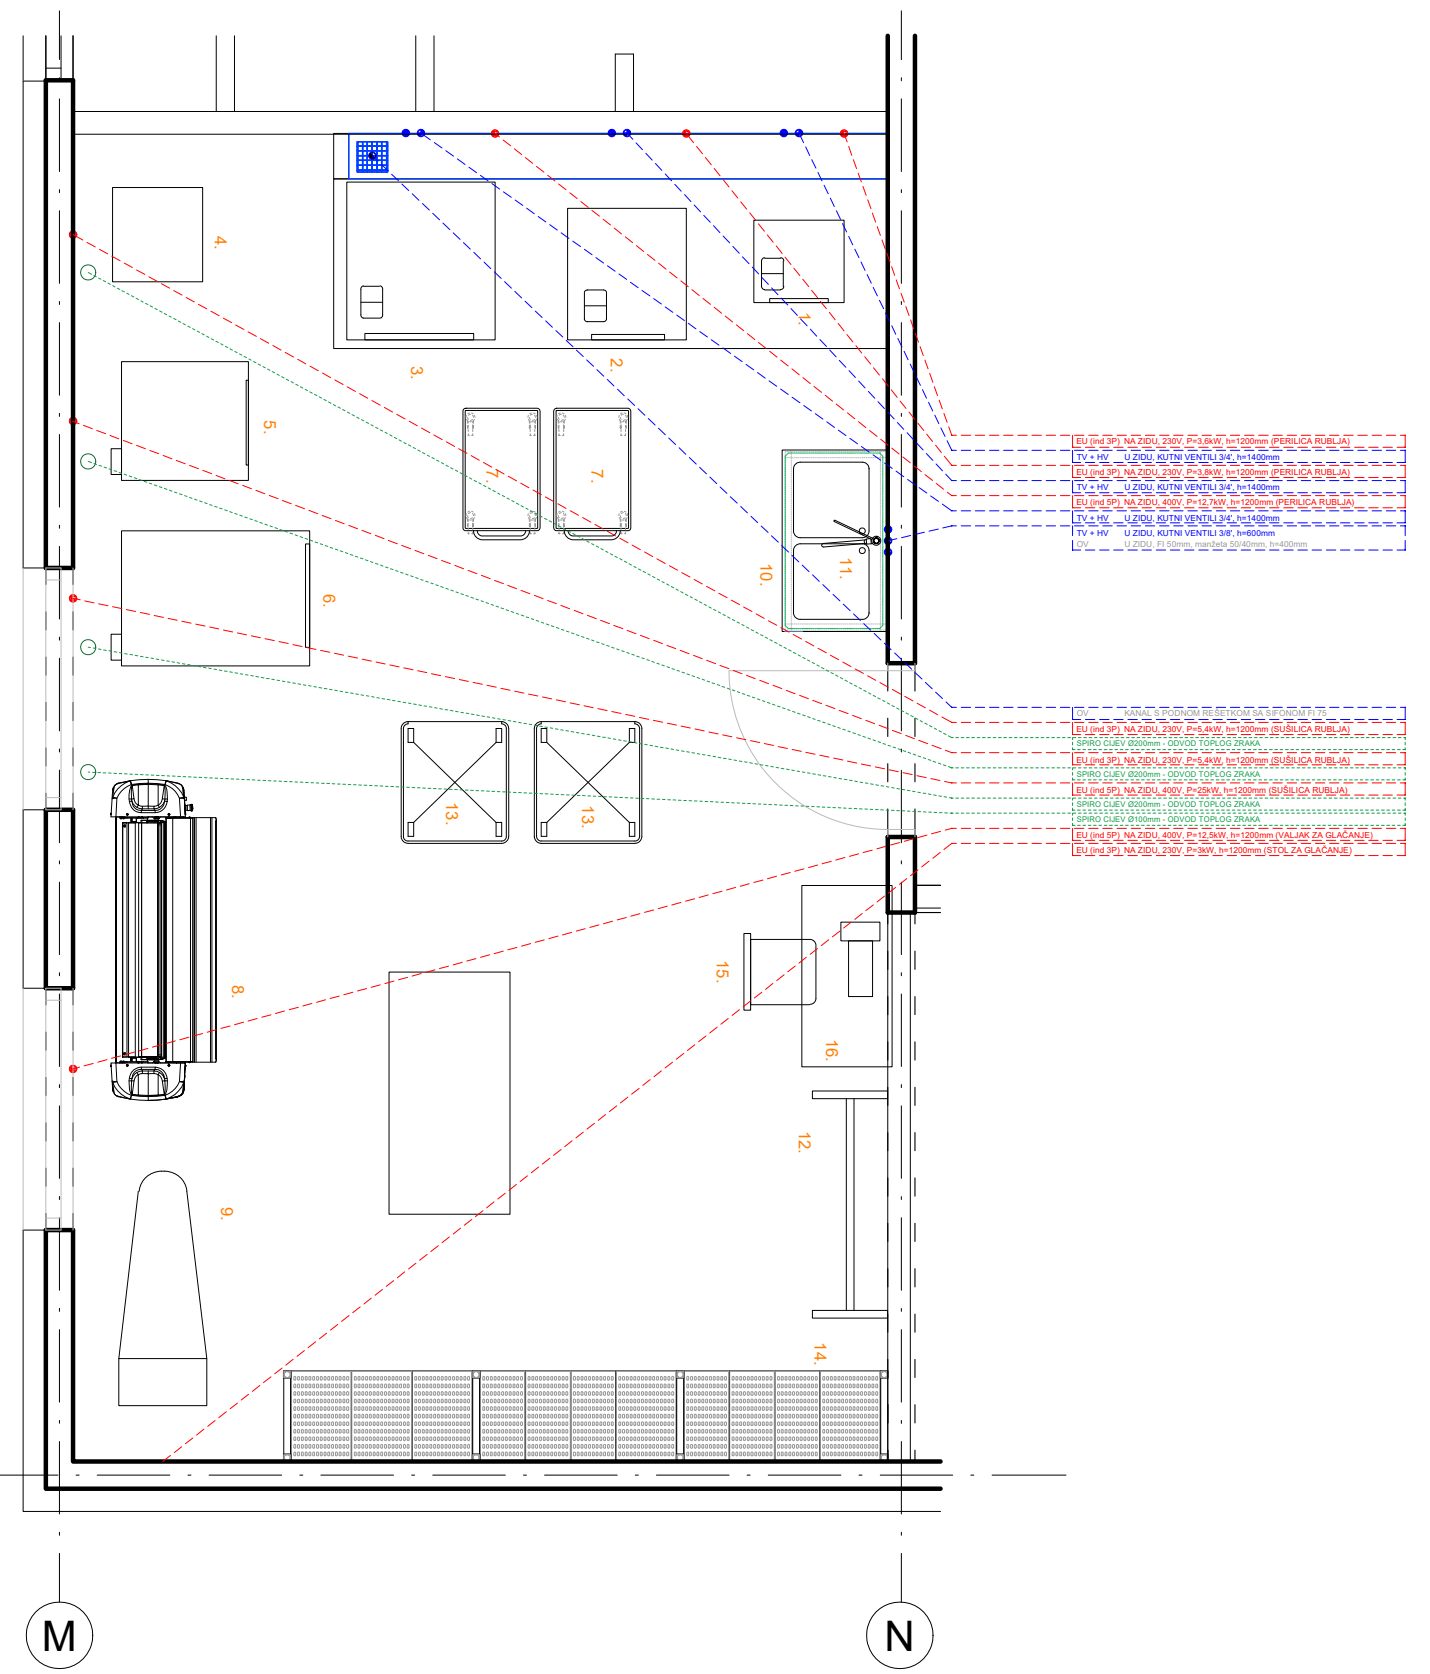 4.
1.
2.
3.
5.
7.
7.
EU (ind 3P) NA ZIDU, 230V, P=3,6kW, h=1200mm (PERILICA RUBLJA)
TV + HV U ZIDU, KUTNI VENTILI 3/4', h=1400mm
EU (ind 3P) NA ZIDU, 230V, P=3,8kW, h=1200mm (PERILICA RUBLJA)
TV + HV U ZIDU, KUTNI VENTILI 3/4', h=1400mm
EU (ind 5P) NA ZIDU, 400V, P=12,7kW, h=1200mm (PERILICA RUBLJA)
TV + HV U ZIDU, KUTNI VENTILI 3/4', h=1400mm
TV + HV U ZIDU, KUTNI VENTILI 3/8', h=600mm
OV U ZIDU, FI 50mm, manžeta 50/40mm, h=400mm
10.
11.
6.
OV KANAL S PODNOM REŠETKOM SA SIFONOM FI 75
EU (ind 3P) NA ZIDU, 230V, P=5,4kW, h=1200mm (SUŠILICA RUBLJA)
SPIRO CIJEV Ø200mm - ODVOD TOPLOG ZRAKA
EU (ind 3P) NA ZIDU, 230V, P=5,4kW, h=1200mm (SUŠILICA RUBLJA)
SPIRO CIJEV Ø200mm - ODVOD TOPLOG ZRAKA
EU (ind 5P) NA ZIDU, 400V, P=25kW, h=1200mm (SUŠILICA RUBLJA)
SPIRO CIJEV Ø200mm - ODVOD TOPLOG ZRAKA
SPIRO CIJEV Ø100mm - ODVOD TOPLOG ZRAKA
EU (ind 5P) NA ZIDU, 400V, P=12,5kW, h=1200mm (VALJAK ZA GLAČANJE)
EU (ind 3P) NA ZIDU, 230V, P=3kW, h=1200mm (STOL ZA GLAČANJE)
13.
13.
8.
15.
16.
12.
9.
14.
M
N